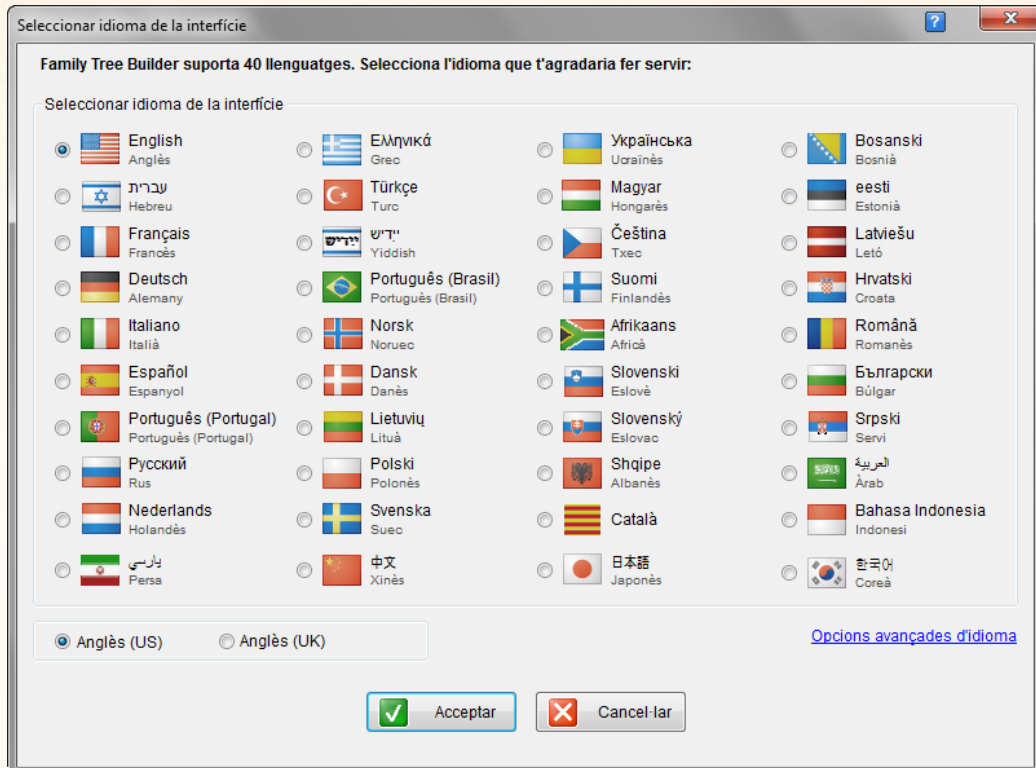 Seleccionar idioma de la interfície
Family Tree Builder suporta 40 llenguatges. Selecciona l'idioma que t'agradaria fer servir:
Seleccionar idioma de la interfície
English
Anglès
Ελληνικά
Grec
Українська
Ucraïnès
Bosanski
Bosnià
עברית
Hebreu
Türkçe
Turc
Magyar
Hongarès
eesti
Estonià
Français
Francès
ייִדיש
ייִדיש
Yiddish
Čeština
Txec
Latviešu
Letó
Deutsch
Alemany
Português (Brasil)
Português (Brasil)
Suomi
Finlandès
Hrvatski
Croata
Italiano
Italià
Norsk
Noruec
Afrikaans
Africà
Română
Romanès
Español
Espanyol
Dansk
Danès
Slovenski
Eslovè
Български
Búlgar
Português (Portugal)
Português (Portugal)
Lietuvių
Lituà
Slovenský
Eslovac
Srpski
Servi
Русский
Rus
Polski
Polonès
Shqipe
Albanès
العربية
Àrab
Nederlands
Holandès
Svenska
Suec
Català
Bahasa Indonesia
Indonesi
پارسي
Persa
中文
Xinès
日本語
Japonès
한국어
Coreà
Anglès (US)
Anglès (UK)
Opcions avançades d'idioma
Acceptar
Cancel·lar